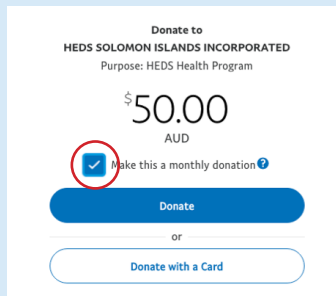 Donate to
HEDS SOLOMON ISLANDS INCORPORATED
Purpose: HEDS Health Program
$50.00
AUD
Make this a monthly donation ?
Donate
or
Donate with a Card